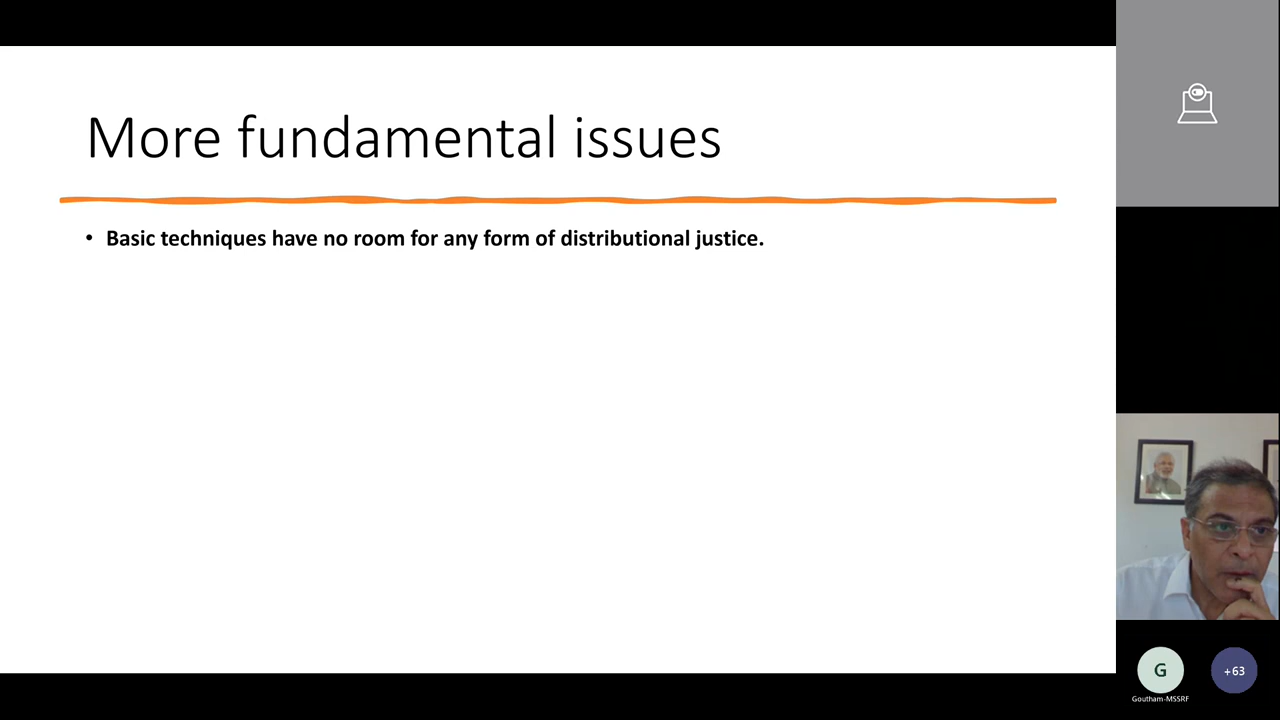 More fundamental issues
• Basic techniques have no room for any form of distributional justice.
G
+63
Goutham-MSSRF